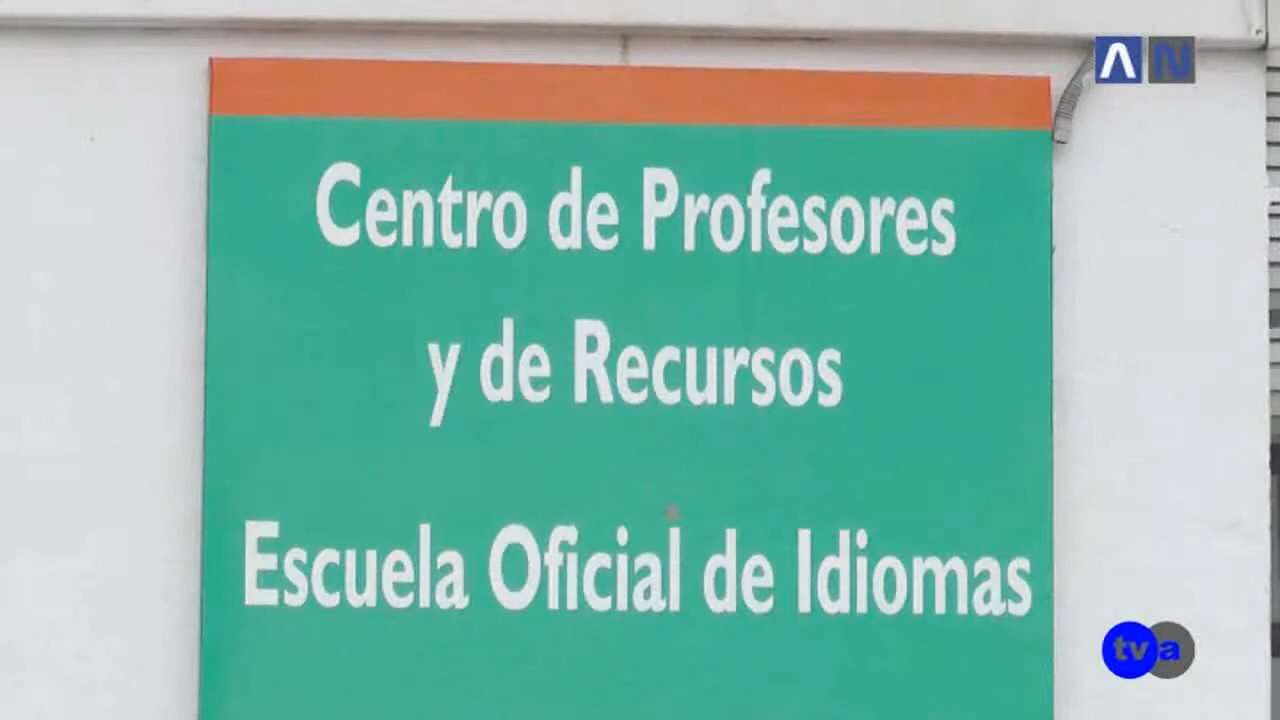 AN
Centro de Profesores
y de Recursos
Escuela Oficial de Idiomas
tva